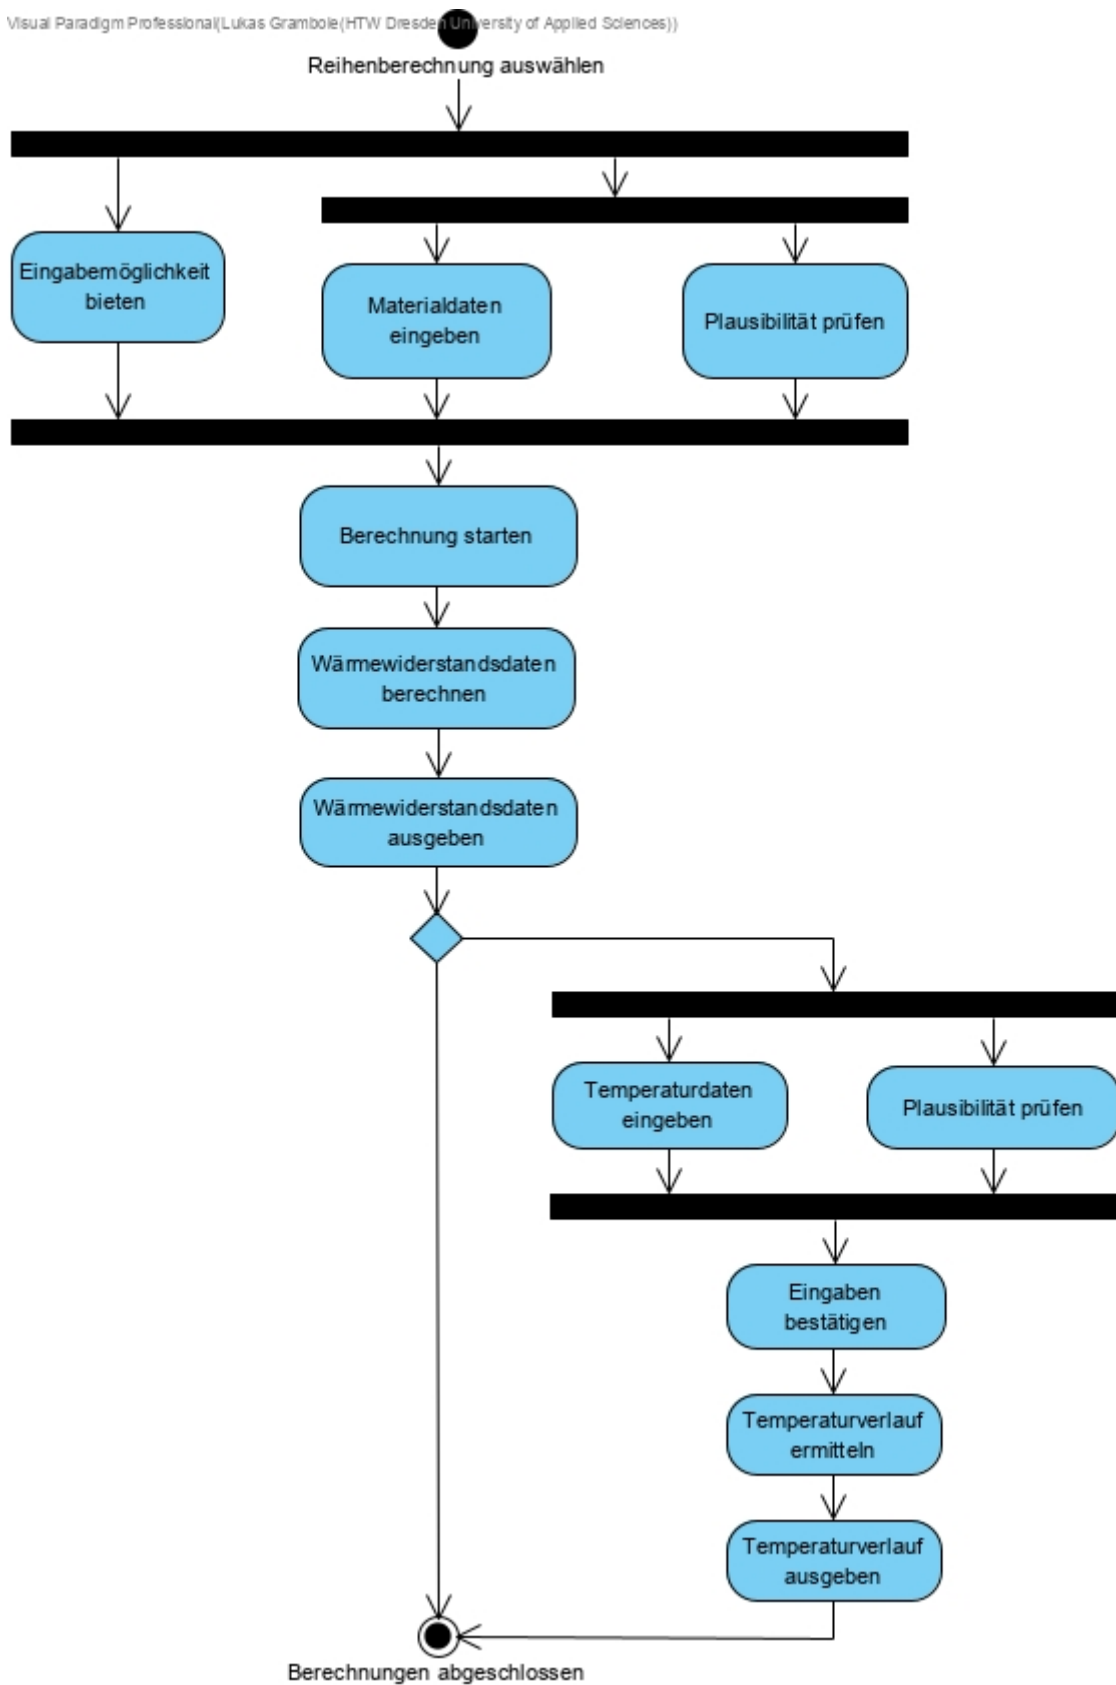 Visual Paradigm Professional(Lukas Grambole(HTW Dresden University of Applied Sciences))
Reihenberechnung auswählen
Eingabemöglichkeit
bieten
Materialdaten
eingeben
Plausibilität prüfen
Berechnung starten
Wärmewiderstandsdaten
berechnen
Wärmewiderstandsdaten
ausgeben
Temperaturdaten
eingeben
Plausibilität prüfen
Eingaben
bestätigen
Temperaturverlauf
ermitteln
Temperaturverlauf
ausgeben
Berechnungen abgeschlossen